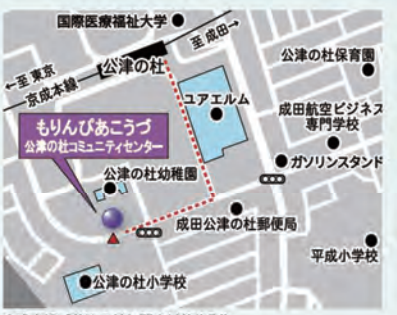 国際医療福祉大学
至成田→
公津の杜
←至東京
京成本線
公津の杜保育園
ユアエルム
成田航空ビジネス
専門学校
もりんぴあこうづ
公津の杜コミュニティセンター
ガソリンスタンド
公津の杜幼稚園
成田公津の杜郵便局
平成小学校
公津の杜小学校